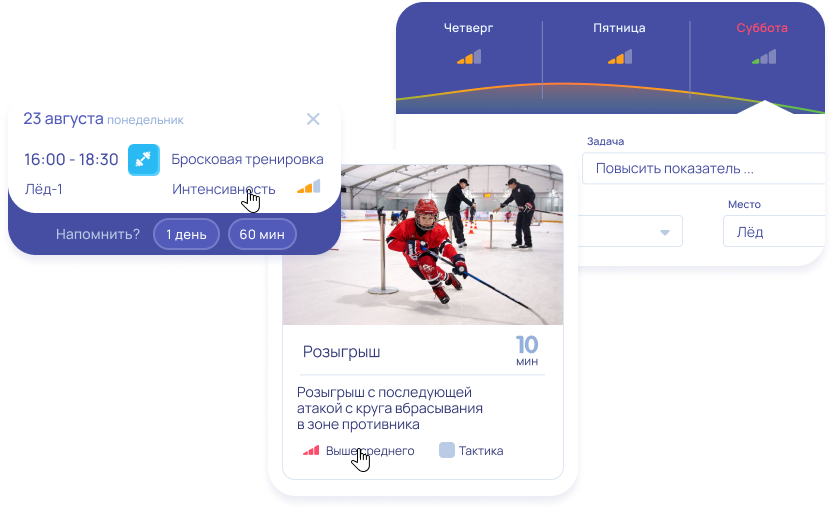 Четверг
Пятница
Суббота
23 августа понедельник
16:00 - 18:30
Бросковая тренировка
Лёд-1
Интенсивность
Напомнить?
1 день
60 мин
Задача
Повысить показатель ...
Место
Лёд
Розыгрыш
10
мин
Розыгрыш с последующей
атакой с круга вбрасывания
в зоне противника
Выше среднего
Тактика